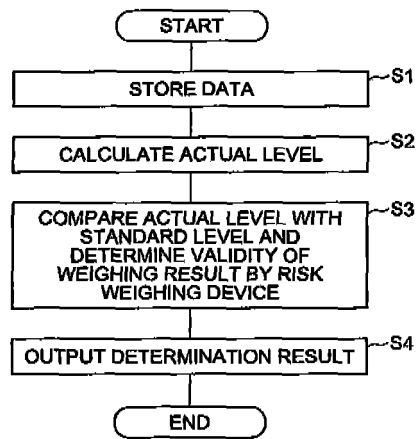 START
STORE DATA
S1
CALCULATE ACTUAL LEVEL
S2
COMPARE ACTUAL LEVEL WITH
STANDARD LEVEL AND
DETERMINE VALIDITY OF
WEIGHING RESULT BY RISK
WEIGHING DEVICE
S3
OUTPUT DETERMINATION RESULT
S4
END